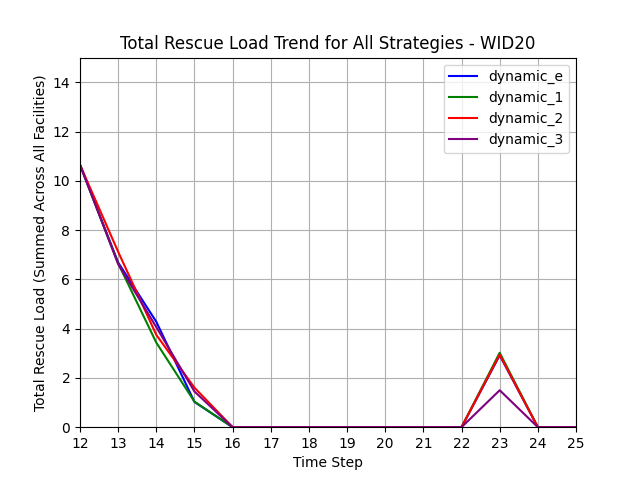 Total Rescue Load Trend for All Strategies - WID20
Total Rescue Load (Summed Across All Facilities)
14
12
10
8
6
4
2
0
dynamic_e
dynamic_1
dynamic_2
dynamic_3
12 13 14 15 16 17 18 19 20 21 22 23 24 25
Time Step